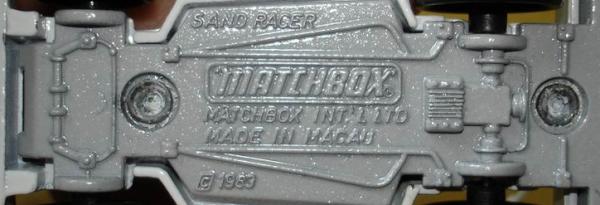 SAND RACER
MATCHBOX
MATCHBOX INT'L LTD
MADE IN MACAU
© 1983